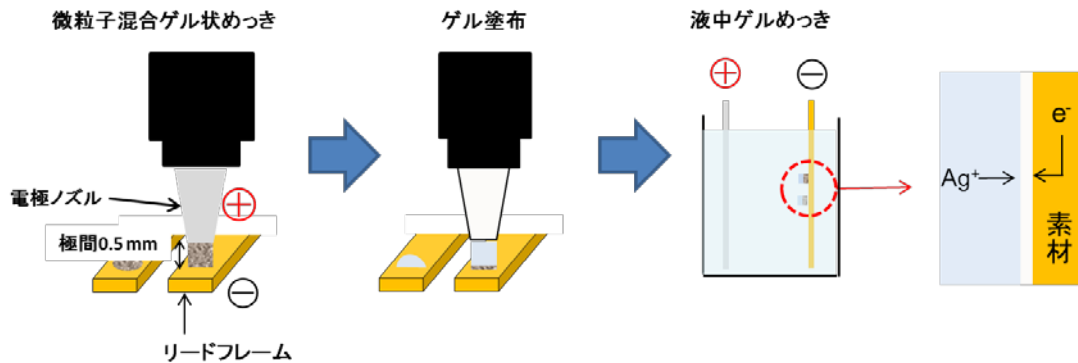 微粒子混合ゲル状めっき
ゲル塗布
液中ゲルめっき
電極ノズル
極間0.5mm
リードフレーム
+
−
+
−
Ag⁺
e⁻
素材